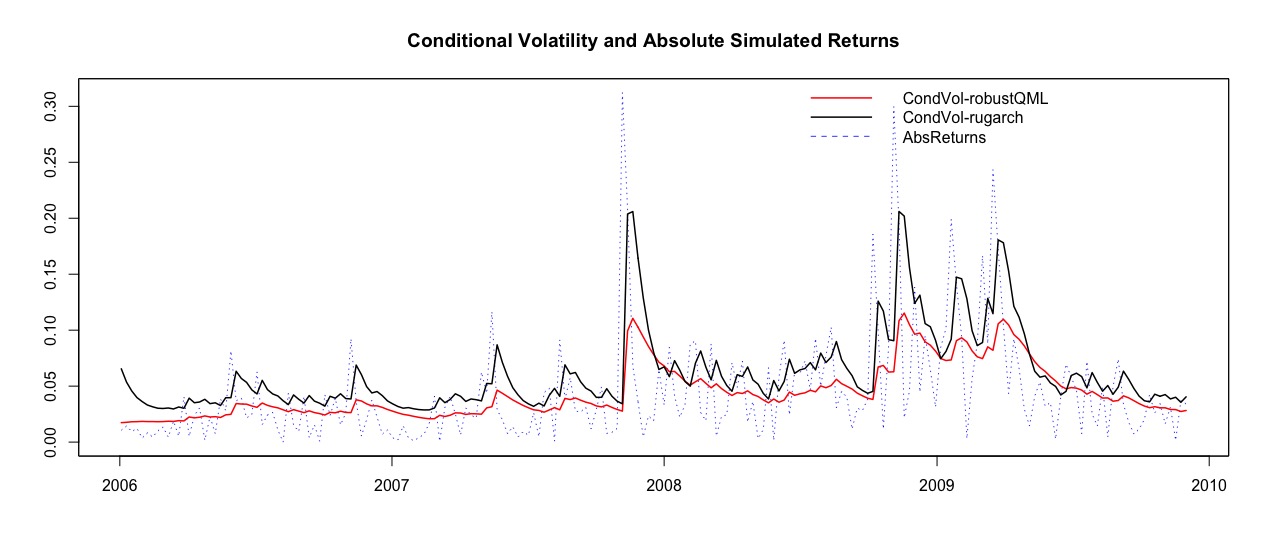 Conditional Volatility and Absolute Simulated Returns
0.30
0.25
0.20
0.15
0.10
0.05
0.00
CondVol-robustQML
CondVol-rugarch
AbsReturns
2006 2007 2008 2009 2010